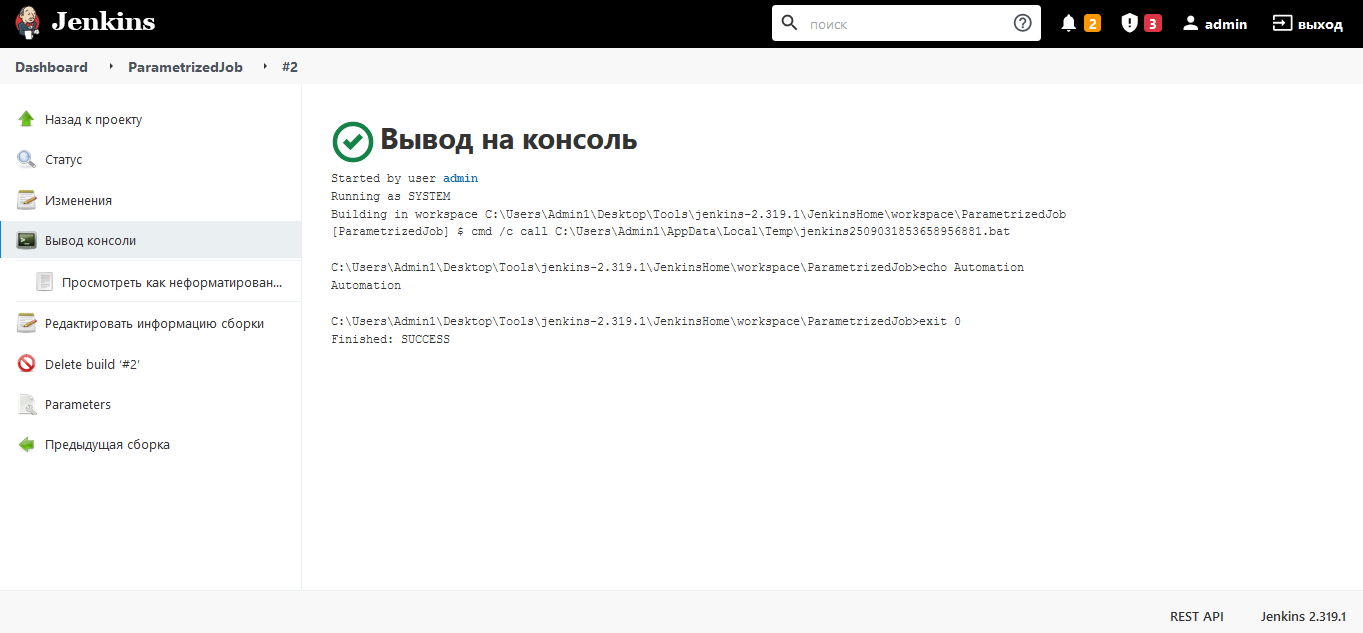 Jenkins
поиск
2
3
admin
выход
Dashboard
ParametrizedJob
#2
Назад к проекту
Статус
Изменения
Вывод консоли
Просмотреть как неформатирован...
Редактировать информацию сборки
Delete build ‘#2’
Parameters
Предыдущая сборка
Вывод на консоль
Started by user admin
Running as SYSTEM
Building in workspace C:\Users\Admin1\Desktop\Tools\jenkins-2.319.1\JenkinsHome\workspace\ParametrizedJob
[ParametrizedJob] $ cmd /c call C:\Users\Admin1\AppData\Local\Temp\jenkins2509031853658956881.bat
C:\Users\Admin1\Desktop\Tools\jenkins-2.319.1\JenkinsHome\workspace\ParametrizedJob>echo Automation
Automation
C:\Users\Admin1\Desktop\Tools\jenkins-2.319.1\JenkinsHome\workspace\ParametrizedJob>exit 0
Finished: SUCCESS
REST API
Jenkins 2.319.1